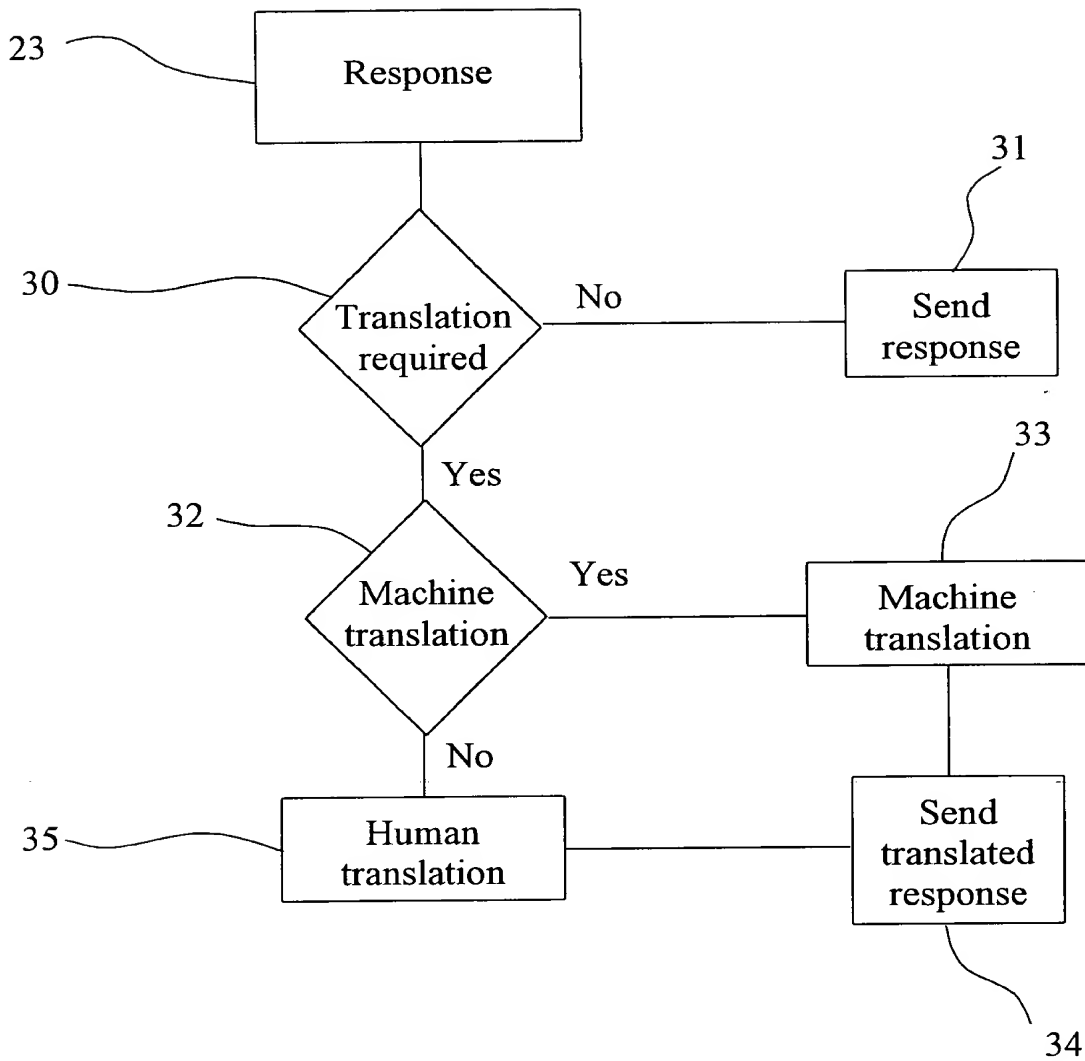 23
Response
31
30
No
Send
response
Translation
required
33
Yes
32
Yes
Machine
translation
Machine
translation
No
35
Human
translation
Send
translated
response
34